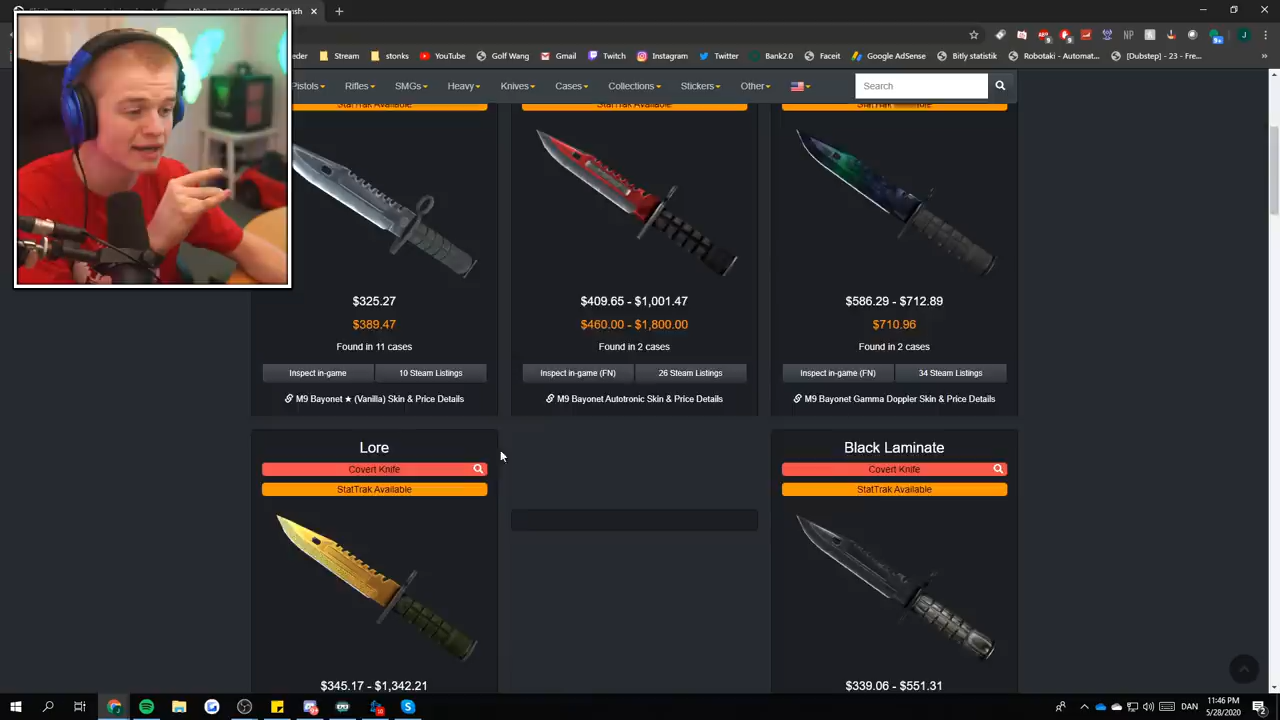 Stream
stonks
YouTube
Golf Wang
Gmail
Twitch
Instagram
Twitter
Bank2.0
Faceit
Google AdSense
Bitly statistik
Robotaki - Automat...
[Dubstep] - 23 - Fre...
Pistols
Rifles
SMGs
Heavy
Knives
Cases
Collections
Stickers
Other
Search
StatTrak Available
StatTrak Available
StatTrak Available
$325.27
$389.47
Found in 11 cases
Inspect in-game
10 Steam Listings
M9 Bayonet ★ (Vanilla) Skin & Price Details
$409.65 - $1,001.47
$460.00 - $1,800.00
Found in 2 cases
Inspect in-game (FN)
26 Steam Listings
M9 Bayonet Autotronic Skin & Price Details
$586.29 - $712.89
$710.96
Found in 2 cases
Inspect in-game (FN)
34 Steam Listings
M9 Bayonet Gamma Doppler Skin & Price Details
Lore
Covert Knife
StatTrak Available
$345.17 - $1,342.21
Black Laminate
Covert Knife
StatTrak Available
$339.06 - $551.31
DAN
11:46 PM
5/28/2020